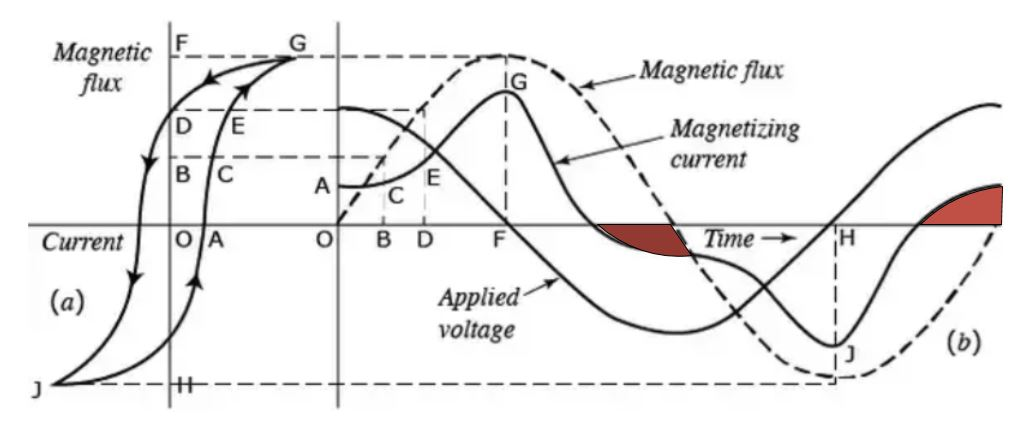 Magnetic
flux
F
G
D
E
B
C
Current
O
A
(a)
J
H
A
O
B
D
F
C
E
G
Magnetic flux
Magnetizing
current
Time
H
Applied
voltage
J
(b)